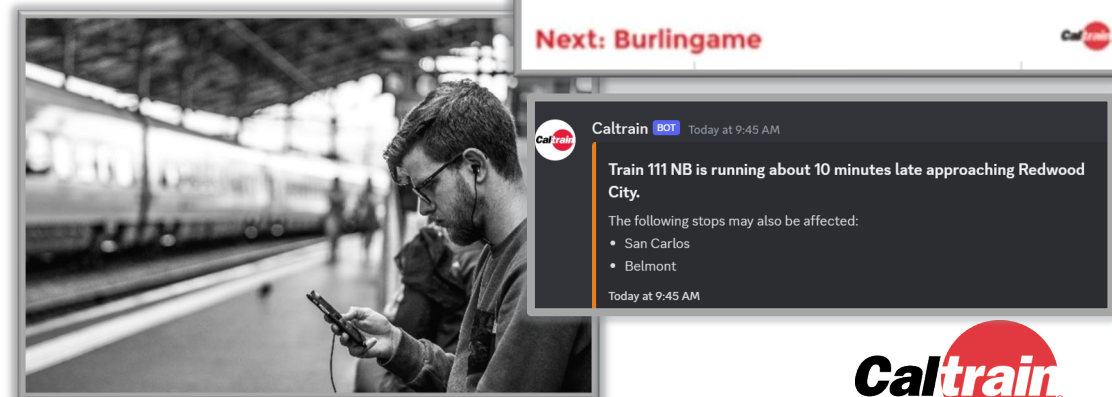 Next: Burlingame
Caltrain
Caltrain
Caltrain BOT Today at 9:45 AM
Train 111 NB is running about 10 minutes late approaching Redwood
City.
The following stops may also be affected:
• San Carlos
• Belmont
Today at 9:45 AM
Caltrain